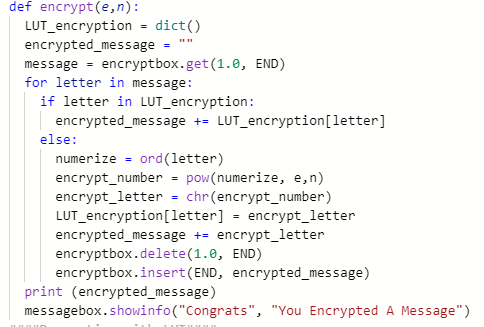 def encrypt(e,n):
  LUT_encryption = dict()
  encrypted_message = ""
  message = encryptbox.get(1.0, END)
  for letter in message:
    if letter in LUT_encryption:
      encrypted_message += LUT_encryption[letter]
    else:
      numerize = ord(letter)
      encrypt_number = pow(numerize, e,n)
      encrypt_letter = chr(encrypt_number)
      LUT_encryption[letter] = encrypt_letter
      encrypted_message += encrypt_letter
      encryptbox.delete(1.0, END)
      encryptbox.insert(END, encrypted_message)
  print (encrypted_message)
  messagebox.showinfo("Congrats", "You Encrypted A Message")